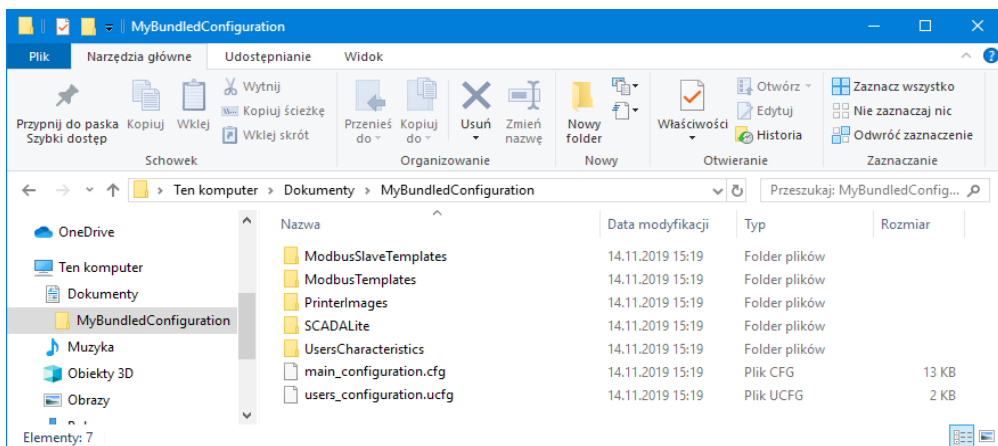 MyBundledConfiguration
Plik Narzędzia główne Udostępnianie Widok
Przypnij do paska Szybki dostęp
Kopiuj
Wklej
Wytnij
Kopiuj ścieżkę
Wklej skrót
Schowek
Przenieś do
Kopiuj do
Usuń
Zmień nazwę
Organizowanie
Nowy folder
Nowy
Właściwości
Otwórz
Edytuj
Historia
Otwieranie
Zaznacz wszystko
Nie zaznaczaj nic
Odwróć zaznaczenie
Zaznaczanie
Ten komputer > Dokumenty > MyBundledConfiguration
Przeszukaj: MyBundledConfig...
OneDrive
Ten komputer
Dokumenty
MyBundledConfiguration
Muzyka
Obiekty 3D
Obrazy
Nazwa Data modyfikacji Typ Rozmiar
ModbusSlaveTemplates 14.11.2019 15:19 Folder plików
ModbusTemplates 14.11.2019 15:19 Folder plików
PrinterImages 14.11.2019 15:19 Folder plików
SCADALite 14.11.2019 15:19 Folder plików
UsersCharacteristics 14.11.2019 15:19 Folder plików
main_configuration.cfg 14.11.2019 15:19 Plik CFG 13 KB
users_configuration.ucfg 14.11.2019 15:19 Plik UCFG 2 KB
Elementy: 7